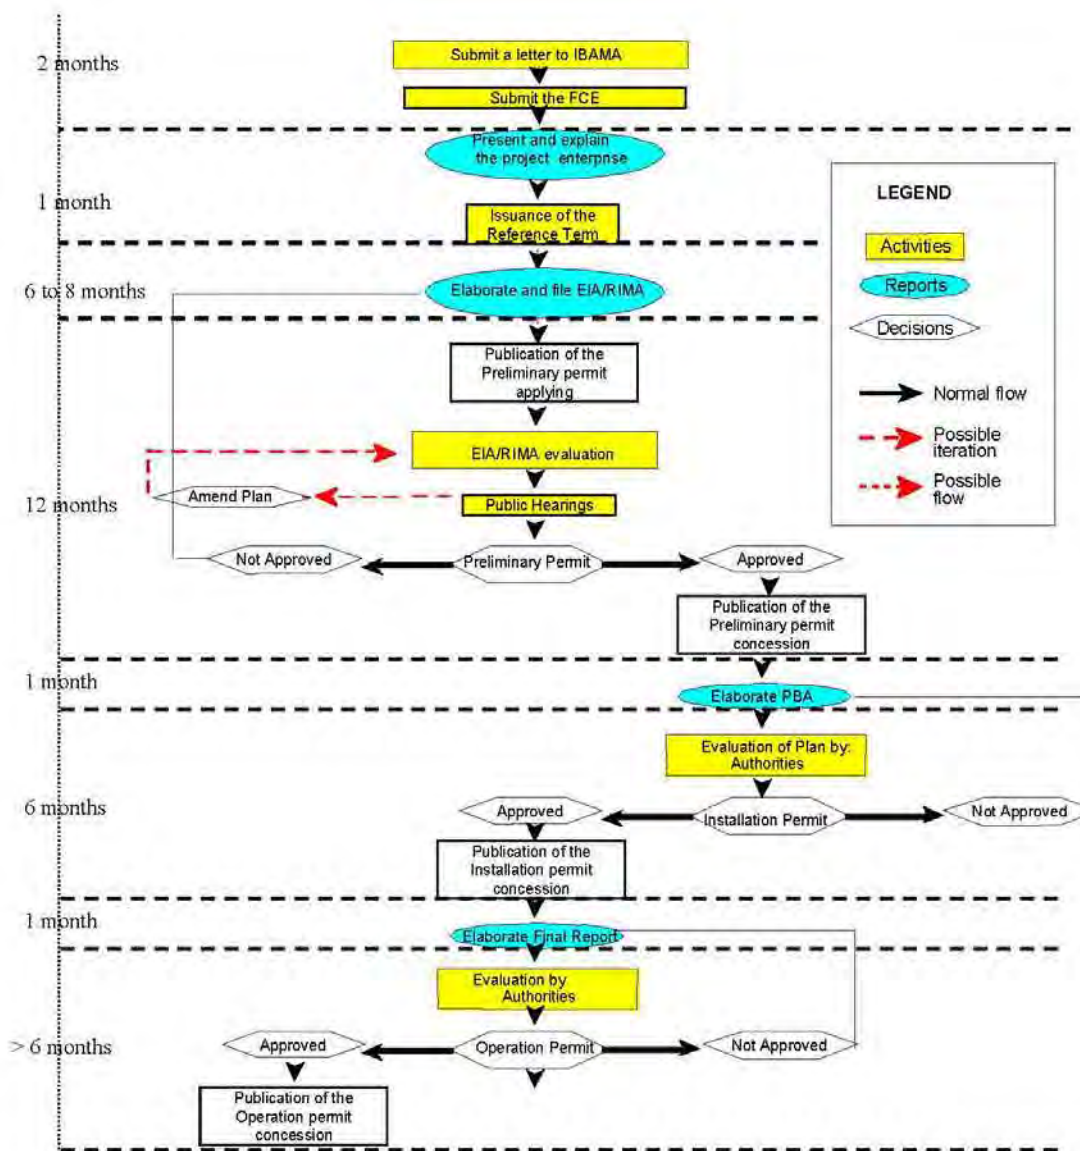 2 months
Submit a letter to IBAMA
Submit the FCE
Present and explain
the project enterprise
1 month
Issuance of the
Reference Term
6 to 8 months
Elaborate and file EIA/RIMA
Publication of the
Preliminary permit
applying
EIA/RIMA evaluation
12 months
Amend Plan
Public Hearings
Not Approved
Preliminary Permit
Approved
Publication of the
Preliminary permit
concession
1 month
Elaborate PBA
Evaluation of Plan by:
Authorities
6 months
Approved
Installation Permit
Not Approved
Publication of the
Installation permit
concession
1 month
Elaborate Final Report
Evaluation by
Authorities
> 6 months
Approved
Operation Permit
Not Approved
Publication of the
Operation permit
concession
LEGEND
Activities
Reports
Decisions
Normal flow
Possible
iteration
Possible
flow